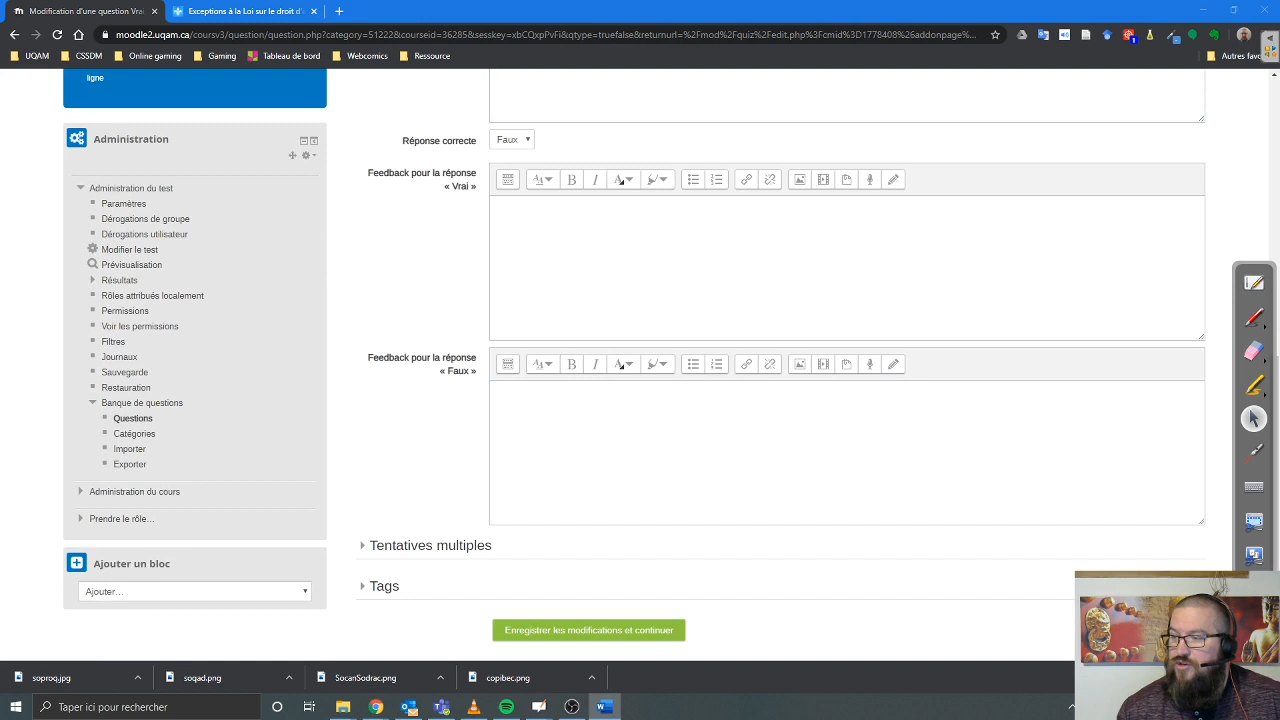 Modification d'une question Vrai
Exceptions à la Loi sur le droit d'
moodle2.uqam.ca/coursv3/question/question.php?category=51222&courseid=36285&sesskey=xbCQxpPvFi&qtype=truefalse&returnurl=%2Fmod%2Fquiz%2Fedit.php%3Fcmid%3D1778408%26addonpage%...
UQAM
CSSDM
Online gaming
Gaming
Tableau de bord
Webcomics
Ressource
Autres favo
ligne
Administration
Administration du test
Paramètres
Dérogations de groupe
Dérogations utilisateur
Modifier le test
Prévisualisation
Résultats
Rôles attribués localement
Permissions
Voir les permissions
Filtres
Journaux
Sauvegarde
Restauration
Banque de questions
Questions
Catégories
Importer
Exporter
Administration du cours
Prendre le rôle...
Ajouter un bloc
Ajouter...
Réponse correcte
Faux
Feedback pour la réponse
« Vrai »
Feedback pour la réponse
« Faux »
Tentatives multiples
Tags
Enregistrer les modifications et continuer
soproq.jpg
soqad.png
SocanSodrac.png
copibec.png
Taper ici pour rechercher